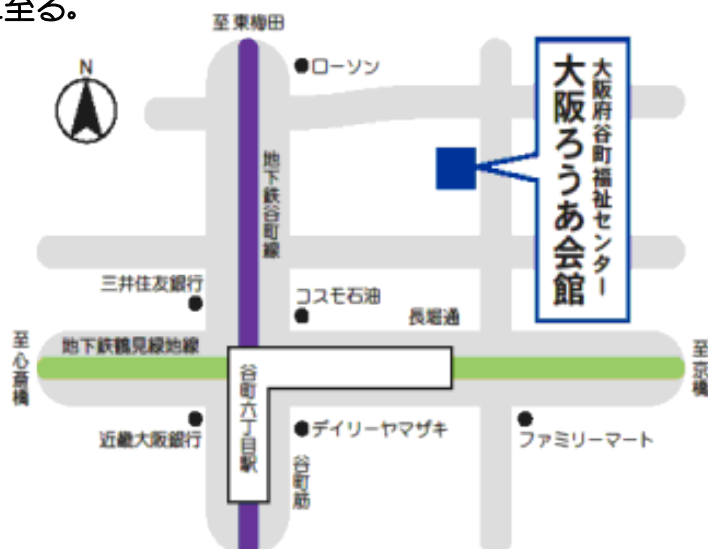 至る。
至東梅田
N
ローソン
大阪府谷町福祉センター
大阪ろうあ会館
地下鉄谷町線
三井住友銀行
コスモ石油
長堀通
至心斎橋
地下鉄鶴見緑地線
至京橋
谷町六丁目駅
近畿大阪銀行
デイリーヤマザキ
ファミリーマート
谷町筋